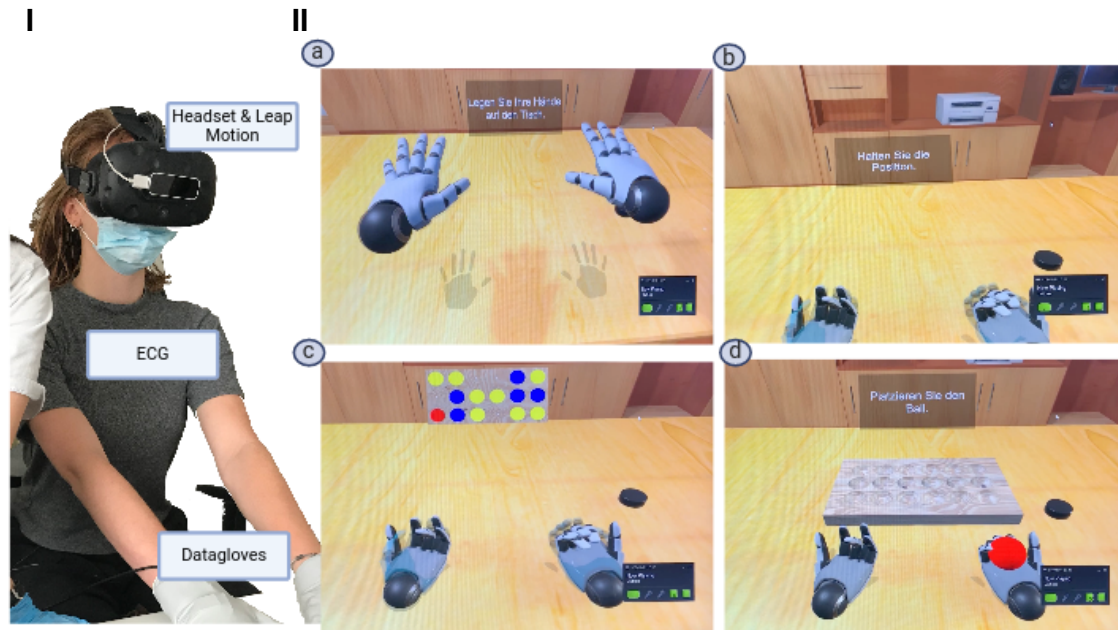 I
II
a
b
Headset & Leap
Motion
Legen Sie Ihre Hände
auf den Tisch.
Halten Sie die
Position.
c
d
ECG
Platzieren Sie den
Ball.
Datagloves